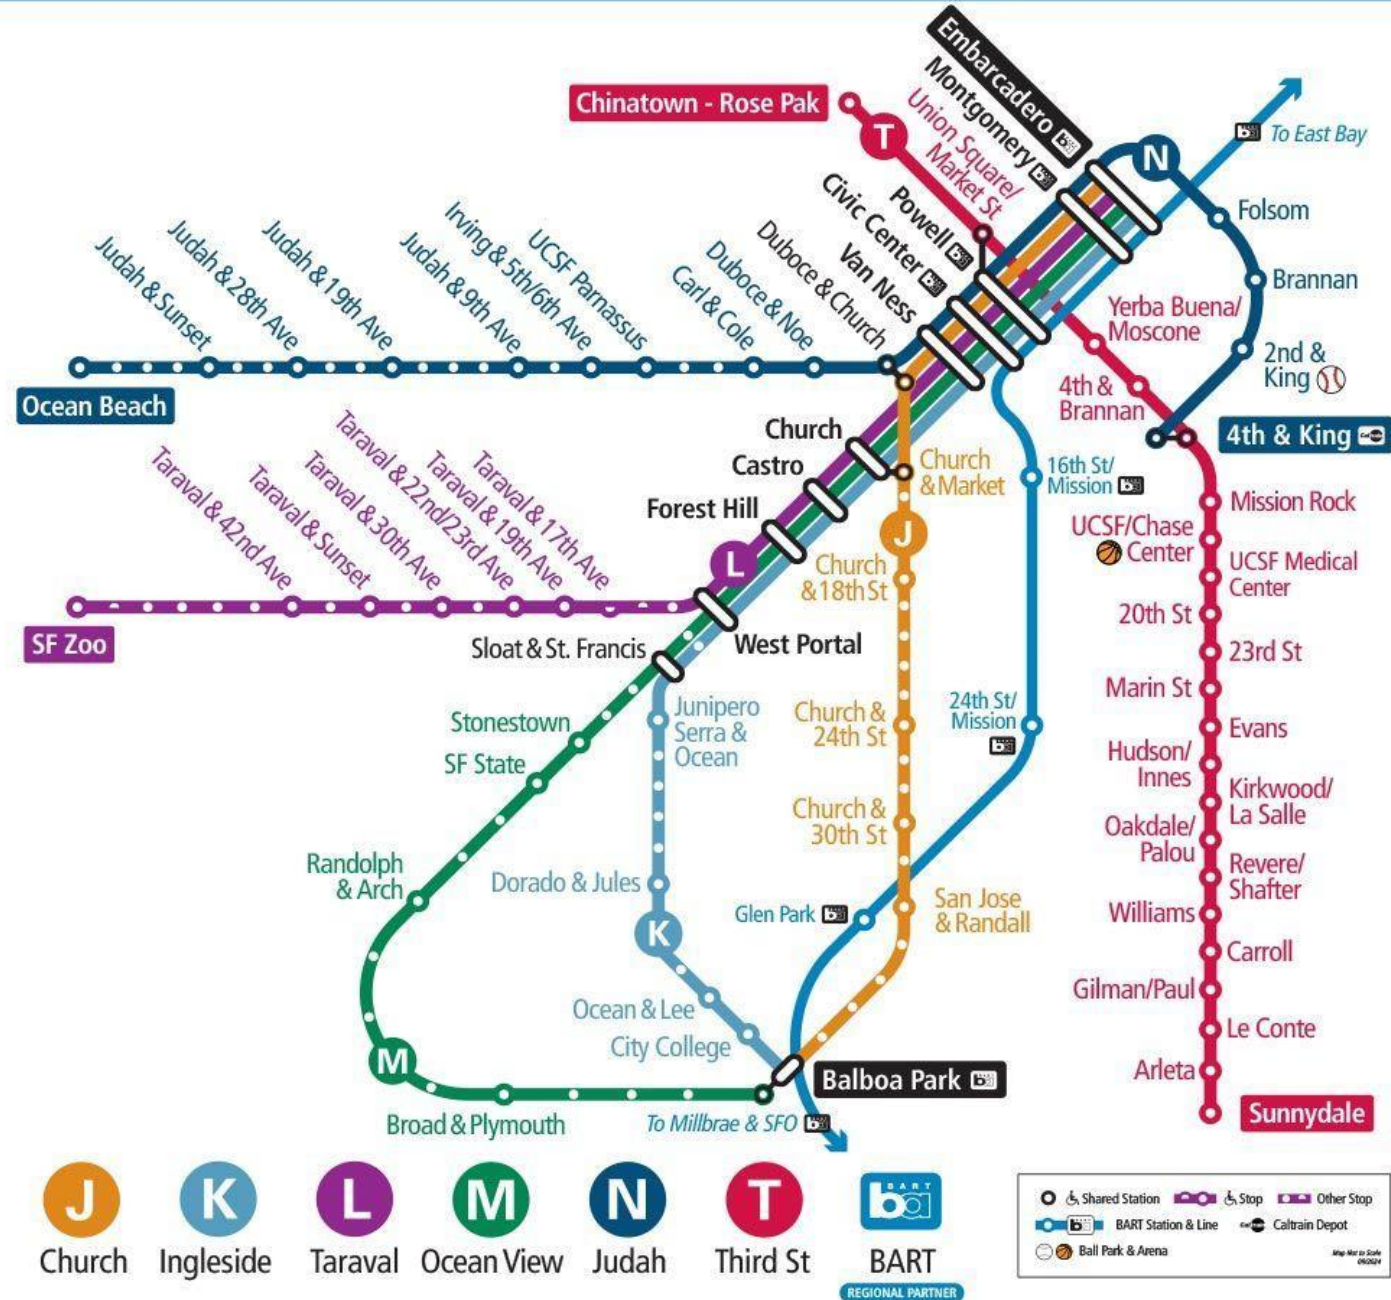 Embarcadero
Montgomery
Union Square/
Market St
Powell
Civic Center
Van Ness
Duboce & Church
Chinatown - Rose Pak
T
N
To East Bay
Folsom
Brannan
2nd &
King
4th & King
Yerba Buena/
Moscone
4th &
Brannan
Duboce & Noe
Carl & Cole
UCSF Parnassus
Irving & 5th/6th Ave
Judah & 9th Ave
Judah & 19th Ave
Judah & 28th Ave
Judah & Sunset
Ocean Beach
Church
Castro
Forest Hill
Church
& Market
16th St/
Mission
Mission Rock
UCSF/Chase
Center
UCSF Medical
Center
20th St
23rd St
Marin St
Evans
Hudson/
Innes
Kirkwood/
La Salle
Oakdale/
Palou
Revere/
Shafter
Williams
Carroll
Gilman/Paul
Le Conte
Arleta
Sunnydale
Taraval & 17th Ave
Taraval & 19th Ave
Taraval & 22nd/23rd Ave
Taraval & 30th Ave
Taraval & Sunset
Taraval & 42nd Ave
L
SF Zoo
J
Church
& 18th St
West Portal
Sloat & St. Francis
Stonestown
SF State
Junipero
Serra &
Ocean
Church &
24th St
24th St/
Mission
Church &
30th St
Randolph
& Arch
Dorado & Jules
K
Glen Park
San Jose
& Randall
Ocean & Lee
City College
M
Balboa Park
Broad & Plymouth
To Millbrae & SFO
J
K
L
M
N
T
BART
ba
Church
Ingleside
Taraval
Ocean View
Judah
Third St
BART
REGIONAL PARTNER
Shared Station
Stop
Other Stop
BART Station & Line
Caltrain Depot
Ball Park & Arena
Map Not to Scale
09/2024